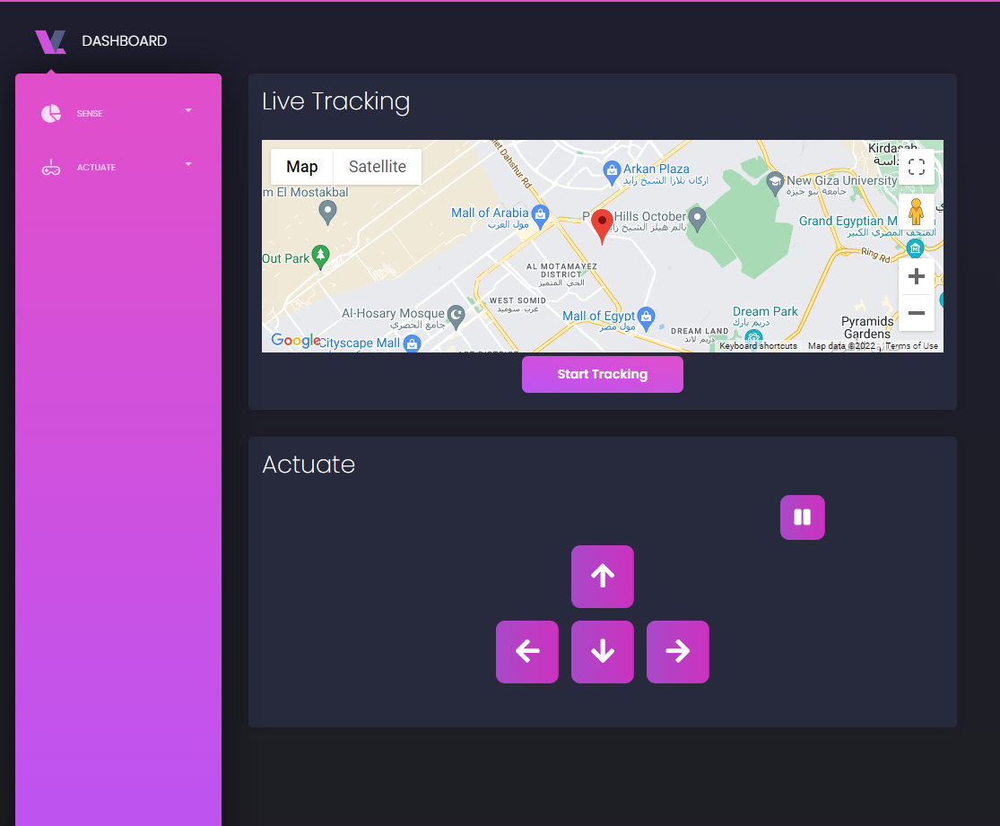 DASHBOARD
SENSE
ACTUATE
Live Tracking
Map
Satellite
m El Mostakbal
Mall of Arabia
مول العرب
Arkan Plaza
اركان بلازا الشيخ زايد
Kirdasah
New Giza University
جامعة نيو جيزة
Hills October
بالم هيلز الشيخ
Grand Egyptian M
المتحف المصري الكبير
Ring Rd
Out Park
AL MOTAMAYEZ
DISTRICT
الحي المتميز
WEST SOMID
غرب سوميد
Al-Hosary Mosque
جامع الحصري
Mall of Egypt
مول مصر
DREAM LAND
دريم لاند
Dream Park
دريم بارك
Pyramids
Gardens
Google
Cityscape Mall
Keyboard shortcuts
Map data ©2022
Terms of Use
Start Tracking
Actuate